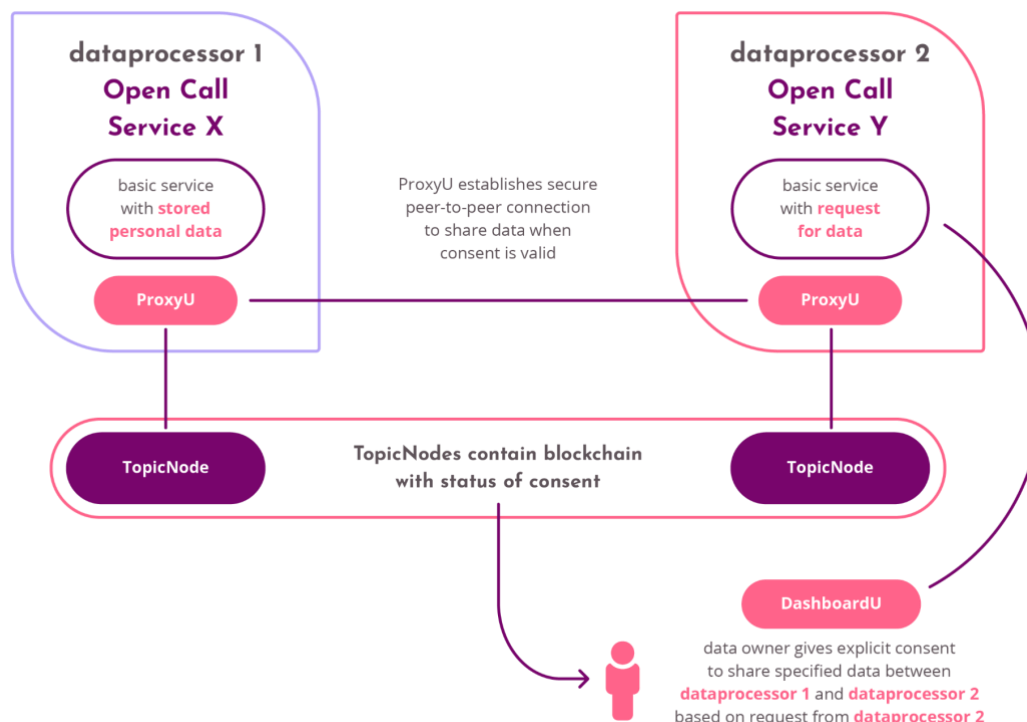 dataprocessor 1
Open Call
Service X
basic service
with stored
personal data
ProxyU
ProxyU establishes secure
peer-to-peer connection
to share data when
consent is valid
dataprocessor 2
Open Call
Service Y
basic service
with request
for data
ProxyU
TopicNode
TopicNodes contain blockchain
with status of consent
TopicNode
DashboardU
data owner gives explicit consent
to share specified data between
dataprocessor 1 and dataprocessor 2
based on request from dataprocessor 2